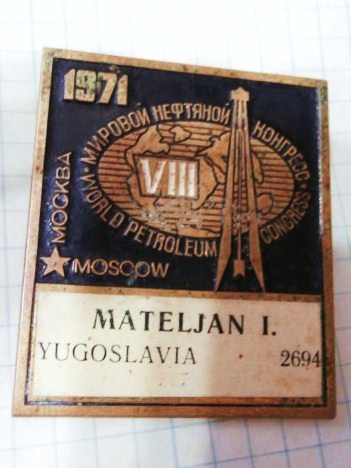 1971
МИРОВОЙ НЕФТЯНОЙ КОНГРЕСС
VIII
WORLD PETROLEUM CONGRESS
МОСКВА
MOSCOW
MATELJAN I.
YUGOSLAVIA 2694